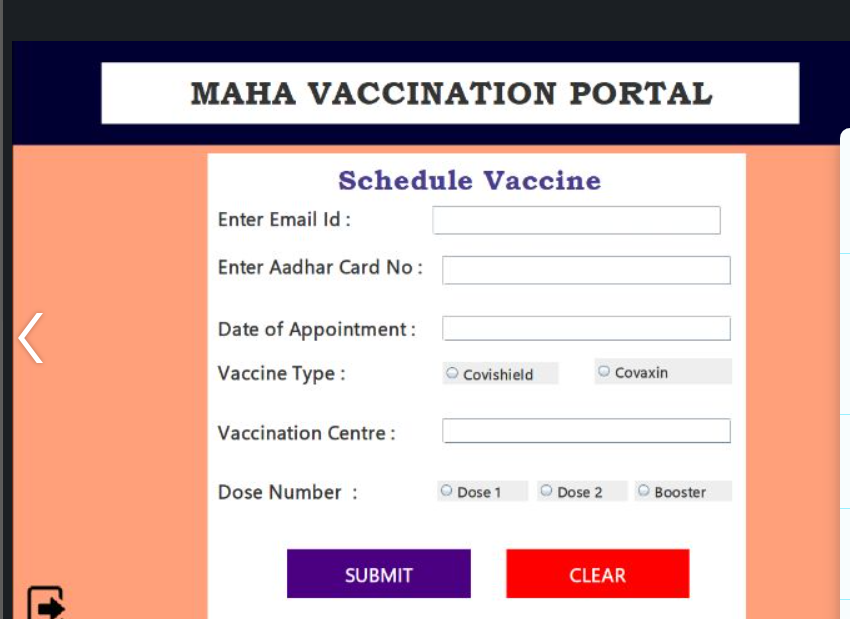 MAHA VACCINATION PORTAL
Schedule Vaccine
Enter Email Id :
Enter Aadhar Card No :
Date of Appointment :
Vaccine Type : Covishield Covaxin
Vaccination Centre :
Dose Number : Dose 1 Dose 2 Booster
SUBMIT CLEAR